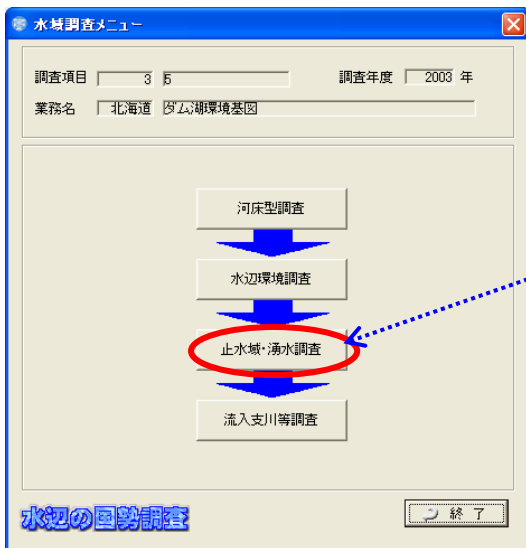 水域調査メニュー
調査項目 3 5 調査年度 2003 年
業務名 北海道 ダム湖環境基図
河床型調査
水辺環境調査
止水域・湧水調査
流入支川等調査
水辺の国勢調査 終 了